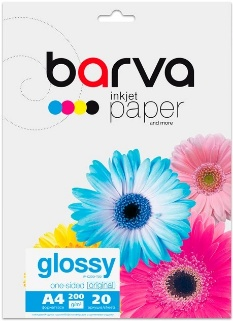 barva
inkjet
paper
and more
glossy
one-sided [original]
A4 200 g/m² 20